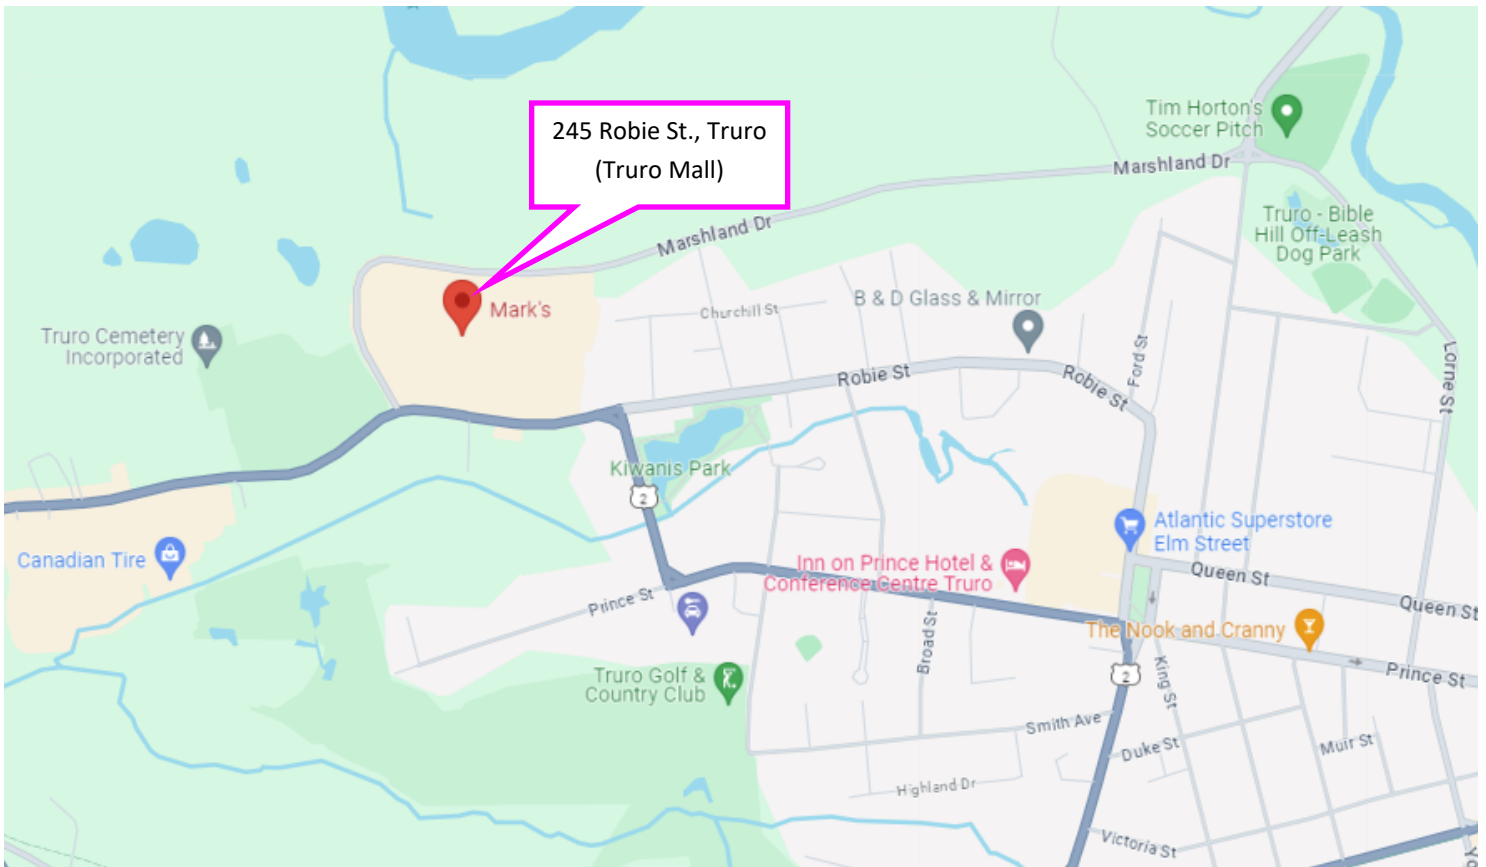 245 Robie St., Truro
(Truro Mall)
Tim Horton's
Soccer Pitch
Marshland Dr
Truro - Bible
Hill Off-Leash
Dog Park
Marshland Dr
Mark's
B & D Glass & Mirror
Churchill St
Truro Cemetery
Incorporated
Ford St
Lorne St
Robie St
Robie St
Kiwanis Park
2
Atlantic Superstore
Elm Street
Canadian Tire
Inn on Prince Hotel &
Conference Centre Truro
Queen St
Queen St
Prince St
Broad St
The Nook and Cranny
Prince St
Truro Golf &
Country Club
2
King St
Smith Ave
Duke St
Muir St
Highland Dr
Victoria St